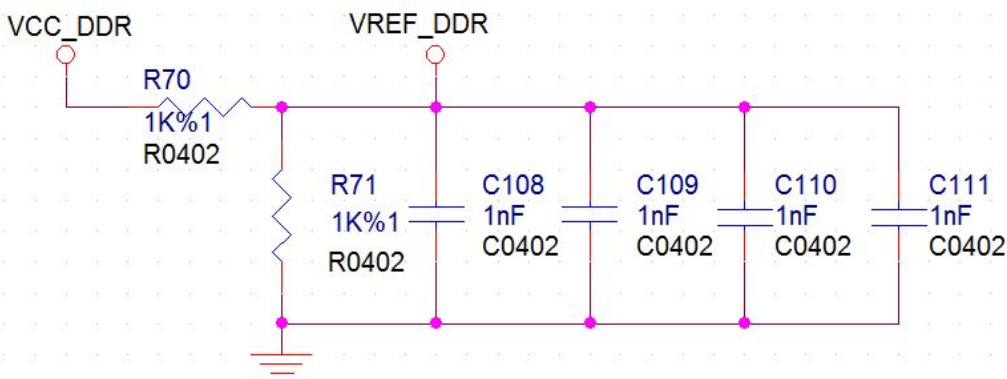 VCC_DDR
VREF_DDR
R70
1K%1
R0402
R71
1K%1
R0402
C108
1nF
C0402
C109
1nF
C0402
C110
1nF
C0402
C111
1nF
C0402